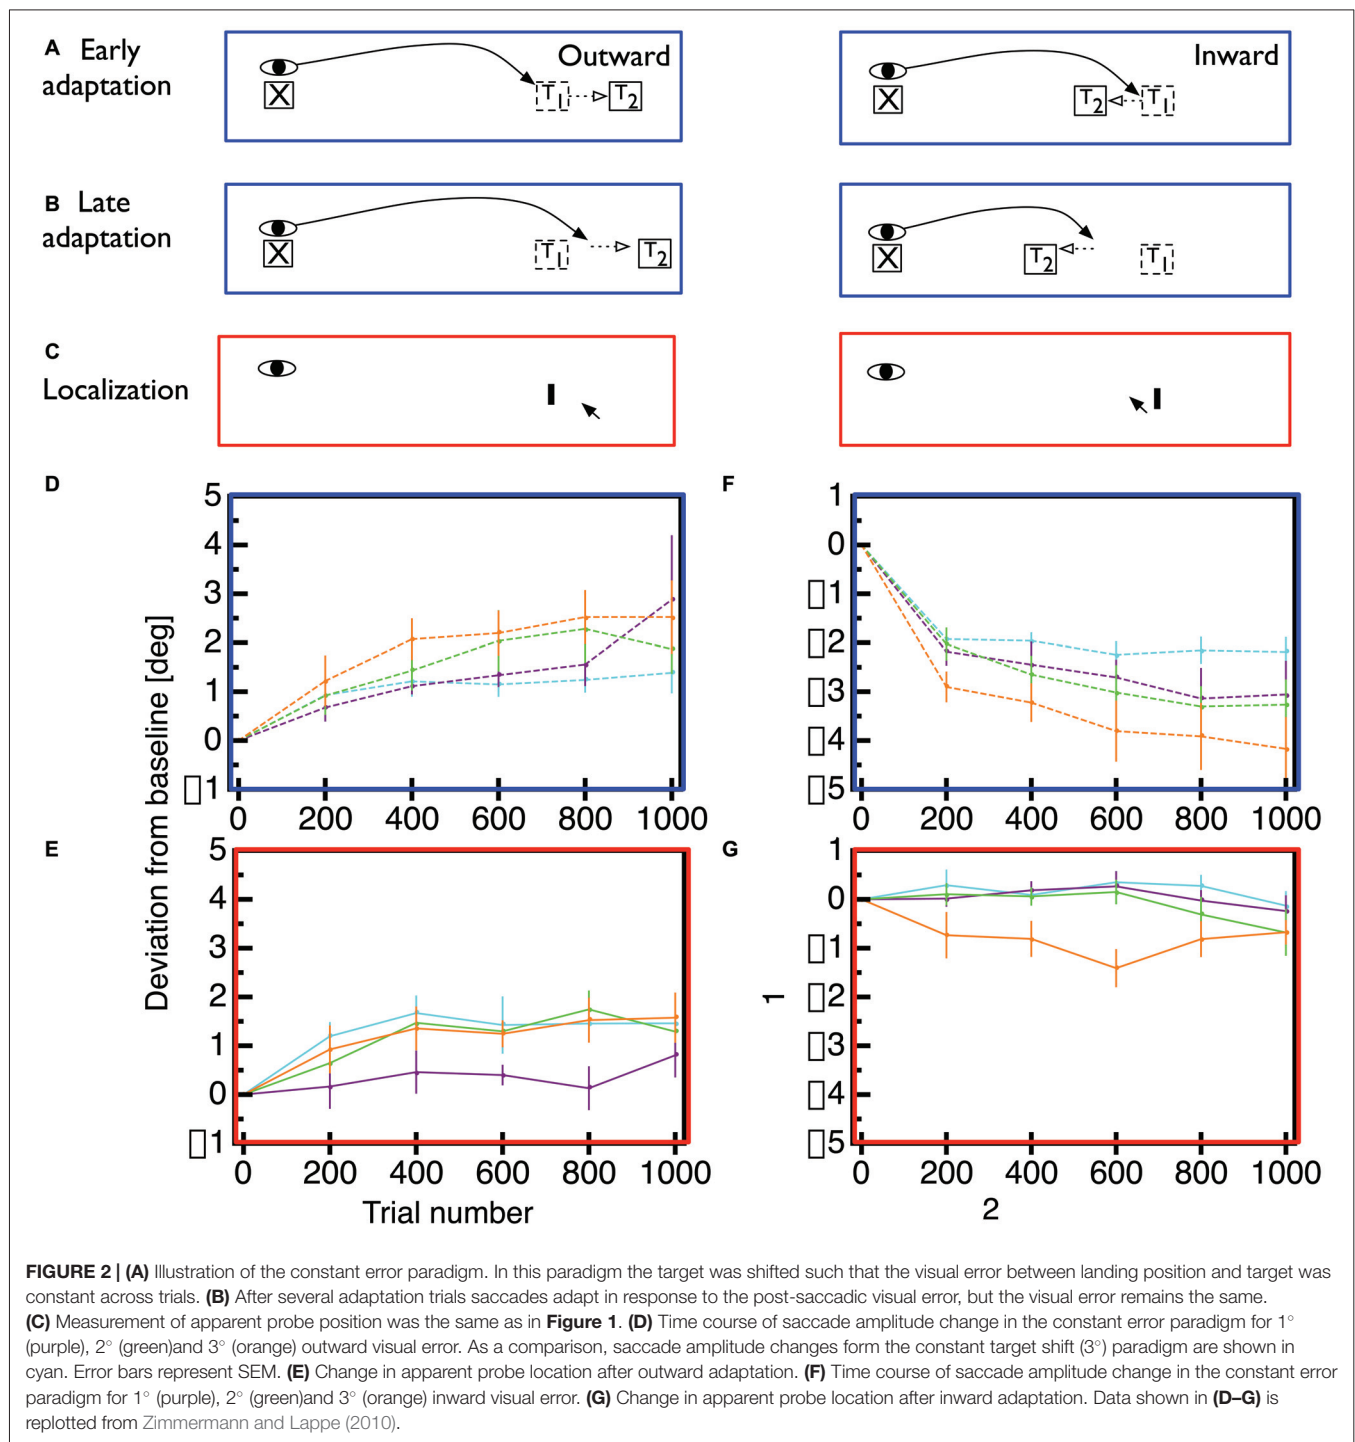 A Early adaptation
Outward
X
T1
T2
Inward
X
T2
T1
B Late adaptation
X
T1
T2
X
T2
T1
C
Localization
D
5
4
3
2
1
0
▯1
0 200 400 600 800 1000
F
1
0
▯1
▯2
▯3
▯4
▯5
0 200 400 600 800 1000
Deviation from baseline [deg]
E
5
4
3
2
1
0
▯1
0 200 400 600 800 1000
Trial number
G
1
0
▯1
▯2
▯3
▯4
▯5
1
0 200 400 600 800 1000
2
FIGURE 2 | (A) Illustration of the constant error paradigm. In this paradigm the target was shifted such that the visual error between landing position and target was
constant across trials. (B) After several adaptation trials saccades adapt in response to the post-saccadic visual error, but the visual error remains the same.
(C) Measurement of apparent probe position was the same as in Figure 1. (D) Time course of saccade amplitude change in the constant error paradigm for 1°
(purple), 2° (green)and 3° (orange) outward visual error. As a comparison, saccade amplitude changes form the constant target shift (3°) paradigm are shown in
cyan. Error bars represent SEM. (E) Change in apparent probe location after outward adaptation. (F) Time course of saccade amplitude change in the constant error
paradigm for 1° (purple), 2° (green)and 3° (orange) inward visual error. (G) Change in apparent probe location after inward adaptation. Data shown in (D–G) is
replotted from Zimmermann and Lappe (2010).